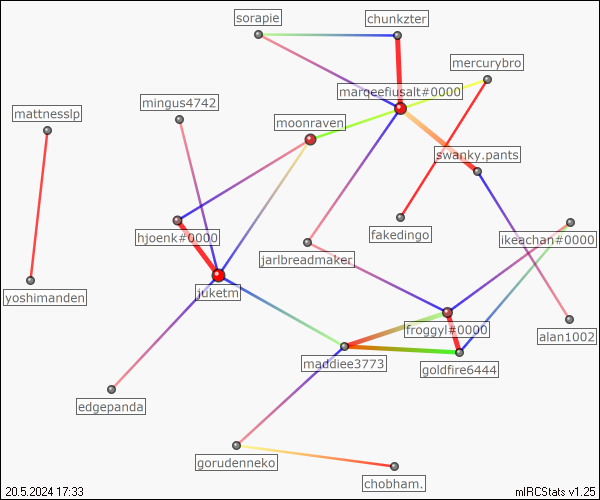 sorapie
chunkzter
mercurybro
marqeefiusalt#0000
mingus4742
mattnesslp
moonraven
swanky.pants
hjoenk#0000
fakedingo
ikeachan#0000
jarlbreadmaker
juketm
yoshimanden
froggyl#0000
alan1002
maddiee3773
goldfire6444
edgepanda
gorudenneko
chobham.
20.5.2024 17:33
mIRCStats v1.25